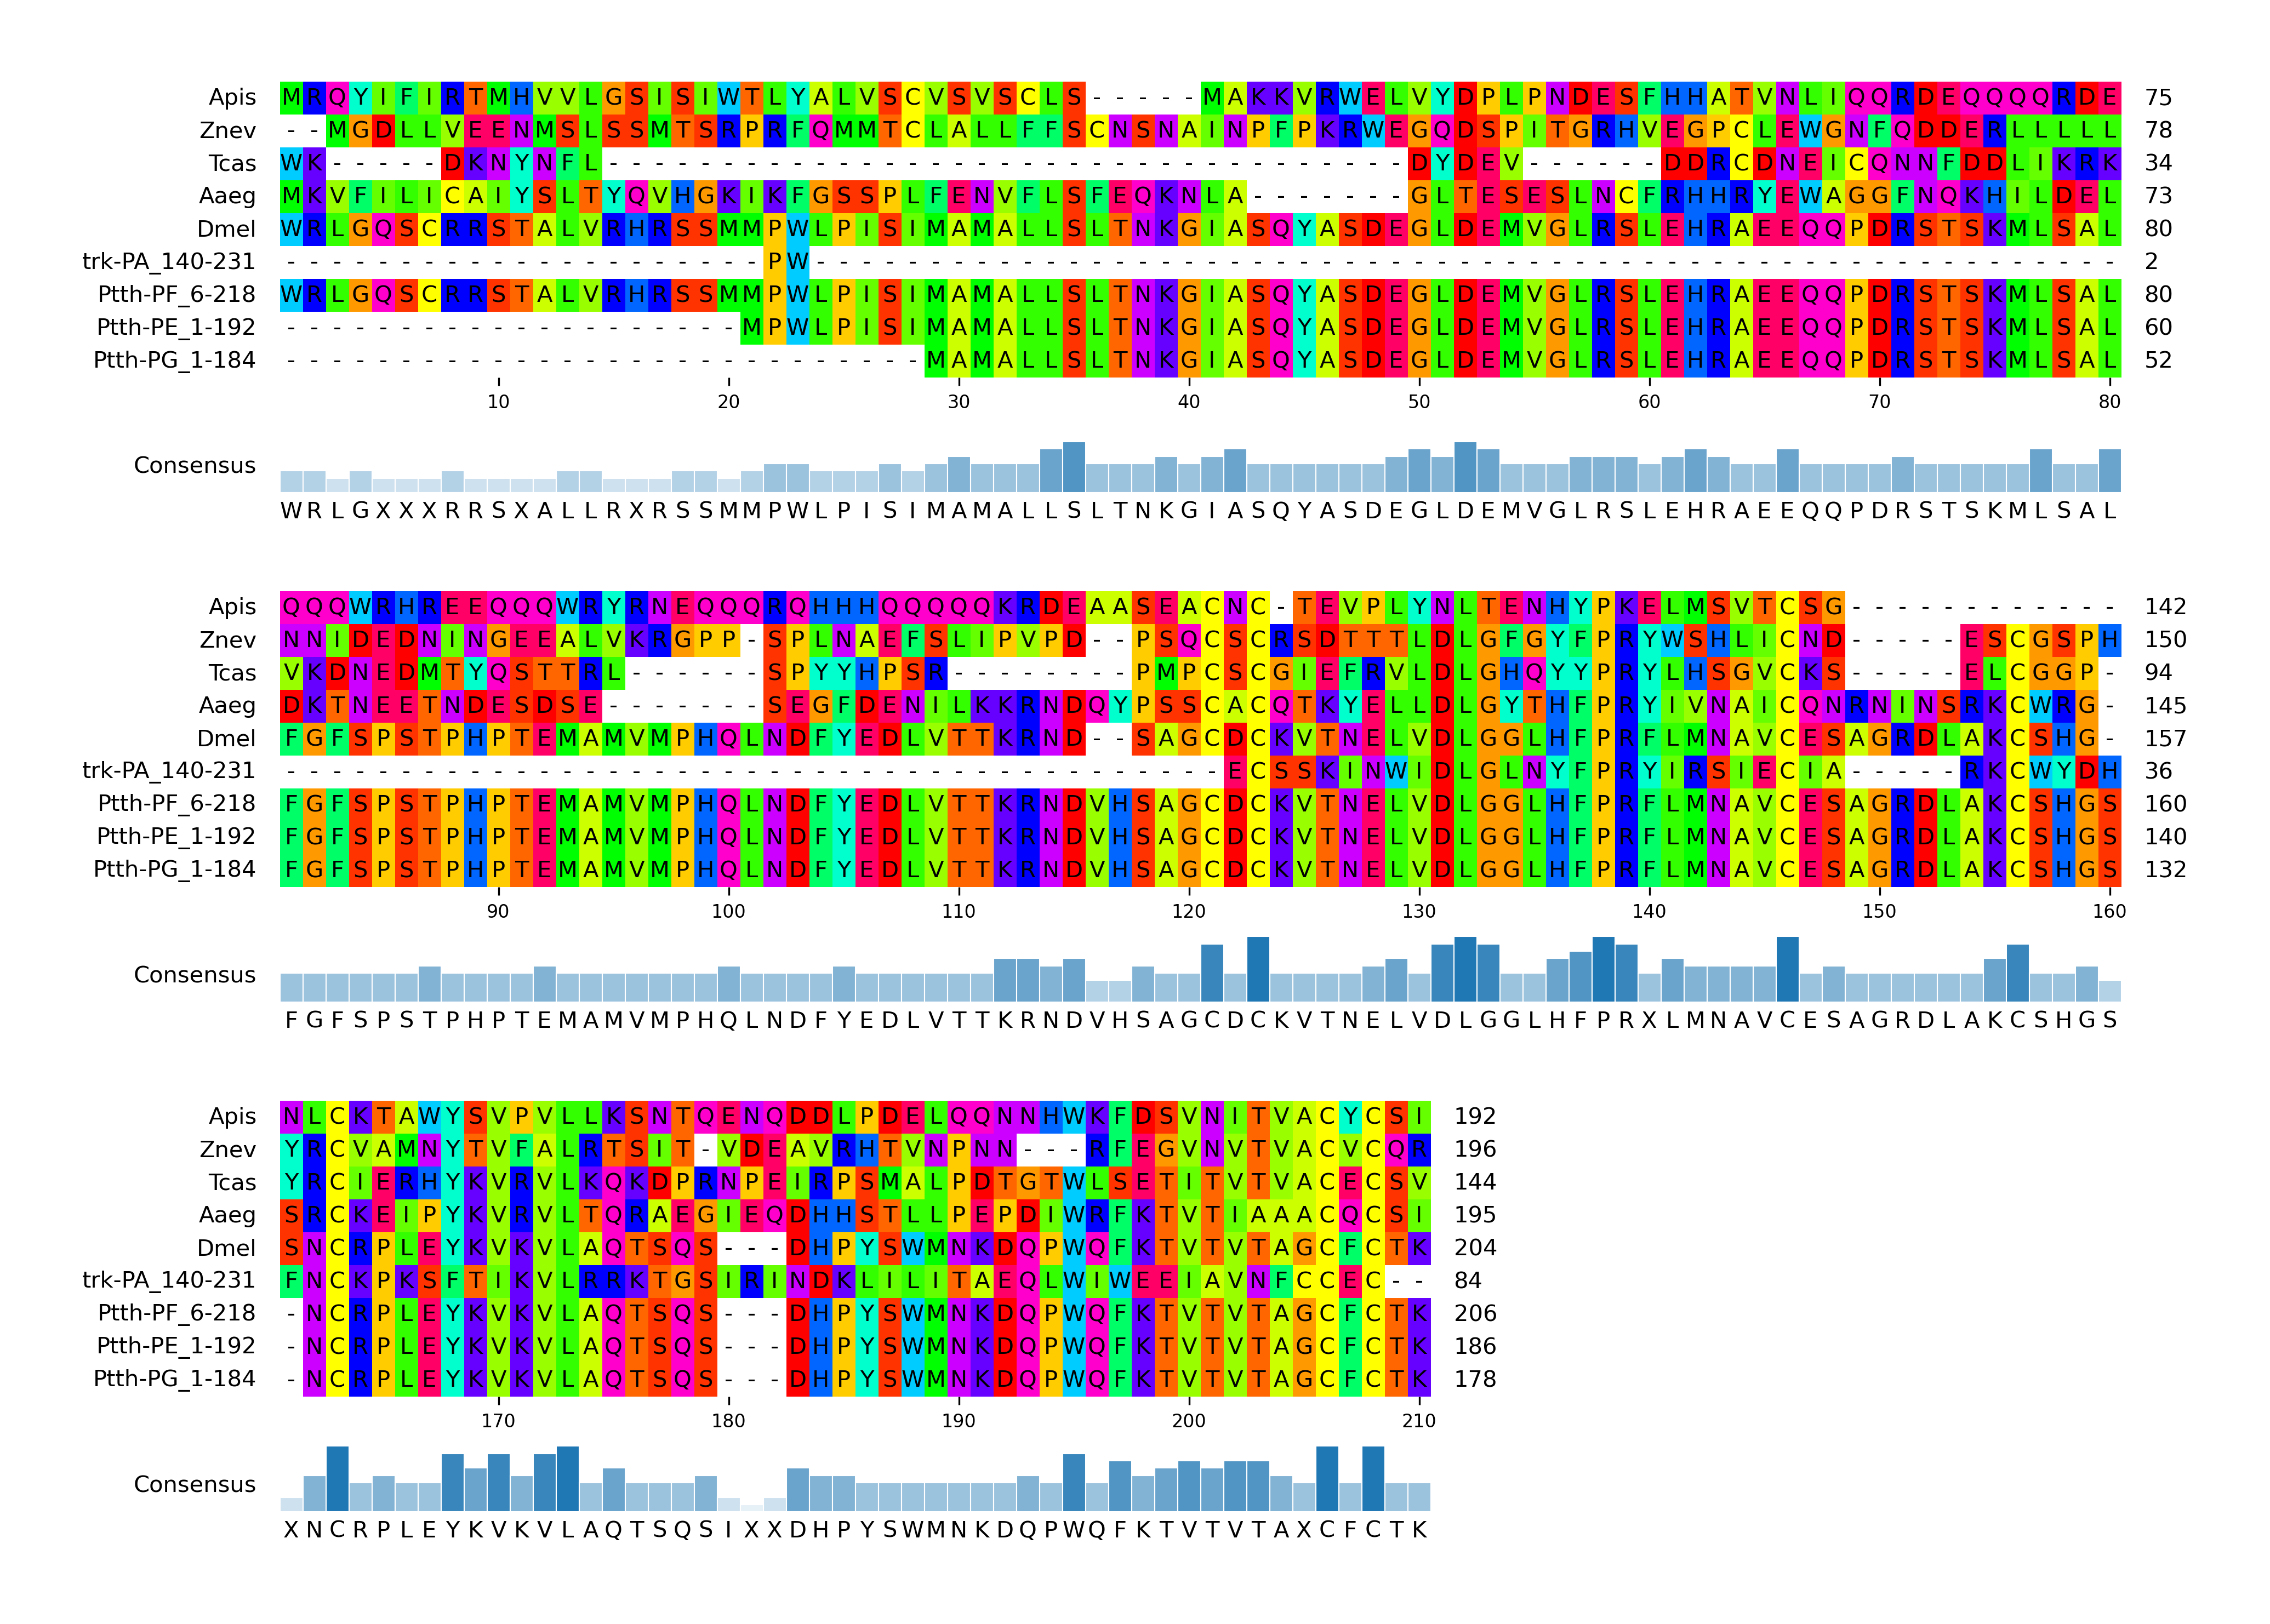 Apis MRQYIFIRTMHVVLGSISIWTLYALVSCVSVSCLS-----MAKKVRWELVYDPLPNDESFHHATVNLIQQRDEQQQQRDE 75
Znev --MGDLLVEENMSLSSMTSRPRFQMMTCLALLFFSCNSNAINPFPKRWEGQDSPITGRHVEGPCLEWGNFQDDERLLLLL 78
Tcas WK-----DKNYNFL-----------------------------------DYDEV------DDRCDNEICQNNFDDLIKRK 34
Aaeg MKVFILICAIYSLTYQVHGKIKFGSSPLFENVFLSFEQKNLA-------GLTESESLNCFRHHRYEWAGGFNQKHILDEL 73
Dmel WRLGQSCRRSTALVRHRSSMMPWLPISIMAMALLSLTNKGIASQYASDEGLDEMVGLRSLEHRAEEQQPDRSTSKMLSAL 80
trk-PA_140-231 ---------------------PW--------------------------------------------------------- 2
Ptth-PF_6-218 WRLGQSCRRSTALVRHRSSMMPWLPISIMAMALLSLTNKGIASQYASDEGLDEMVGLRSLEHRAEEQQPDRSTSKMLSAL 80
Ptth-PE_1-192 --------------------MPWLPISIMAMALLSLTNKGIASQYASDEGLDEMVGLRSLEHRAEEQQPDRSTSKMLSAL 60
Ptth-PG_1-184 ----------------------------MAMALLSLTNKGIASQYASDEGLDEMVGLRSLEHRAEEQQPDRSTSKMLSAL 52
10 20 30 40 50 60 70 80
Consensus
WRLGXXXRRSXALLRXRSSMMPWLPISIMAMALLSLTNKGIASQYASDEGLDEMVGLRSLEHRAEEQQPDRSTSKMLSAL
Apis QQQWRHREEQQQWRYRNEQQQRQHHHQQQQQKRDEAASEACNC-TEVPLYNLTENHYPKELMSVTCSG------------ 142
Znev NNIDEDNINGEEALVKRGPP-SPLNAEFSLIPVPD--PSQCSCRSDTTTLDLGFGYFPRYWSHLICND-----ESCGSPH 150
Tcas VKDNEDMTYQSTTRL------SPYYHPSR--------PMPCSCGIEFRVLDLGHQYYPRYLHSGVCKS-----ELCGGP- 94
Aaeg DKTNEETNDESDSE-------SEGFDENILKKRNDQYPSSCACQTKYELLDLGYTHFPRYIVNAICQNRNINSRKCWRG- 145
Dmel FGFSPSTPHPTEMAMVMPHQLNDFYEDLVTTKRND--SAGCDCKVTNELVDLGGLHFPRFLMNAVCESAGRDLAKCSHG- 157
trk-PA_140-231 -----------------------------------------ECSSKINWIDLGLNYFPRYIRSIECIA-----RKCWYDH 36
Ptth-PF_6-218 FGFSPSTPHPTEMAMVMPHQLNDFYEDLVTTKRNDVHSAGCDCKVTNELVDLGGLHFPRFLMNAVCESAGRDLAKCSHGS 160
Ptth-PE_1-192 FGFSPSTPHPTEMAMVMPHQLNDFYEDLVTTKRNDVHSAGCDCKVTNELVDLGGLHFPRFLMNAVCESAGRDLAKCSHGS 140
Ptth-PG_1-184 FGFSPSTPHPTEMAMVMPHQLNDFYEDLVTTKRNDVHSAGCDCKVTNELVDLGGLHFPRFLMNAVCESAGRDLAKCSHGS 132
90 100 110 120 130 140 150 160
Consensus
FGFSPSTPHPTEMAMVMPHQLNDFYEDLVTTKRNDVHSAGCDCKVTNELVDLGGLHFPRXLMNAVCESAGRDLAKCSHGS
Apis NLCKTAWYSVPVLLKSNTQENQDDLPDELQQNNHWKFDSVNITVACYCSI 192
Znev YRCVAMNYTVFALRTSIT-VDEAVRHTVNPNN---RFEGVNVTVACVCQR 196
Tcas YRCIERHYKVRVLKQKDPRNPEIRPSMALPDTGTWLSETITVTVACECSV 144
Aaeg SRCKEIPYKVRVLTQRAEGIEQDHHSTLLPEPDIWRFKTVTIAAACQCSI 195
Dmel SNCRPLEYKVKVLAQTSQS---DHPYSWMNKDQPWQFKTVTVTAGCFCTK 204
trk-PA_140-231 FNCKPKSFTIKVLRRKTGSIRINDKLILITAEQLWIWEEIAVNFCCEC-- 84
Ptth-PF_6-218 -NCRPLEYKVKVLAQTSQS---DHPYSWMNKDQPWQFKTVTVTAGCFCTK 206
Ptth-PE_1-192 -NCRPLEYKVKVLAQTSQS---DHPYSWMNKDQPWQFKTVTVTAGCFCTK 186
Ptth-PG_1-184 -NCRPLEYKVKVLAQTSQS---DHPYSWMNKDQPWQFKTVTVTAGCFCTK 178
170 180 190 200 210
Consensus
XNCRPLEYKVKVLAQTSQSIXXDHPYSWMNKDQPWQFKTVTVTAXCFCTK